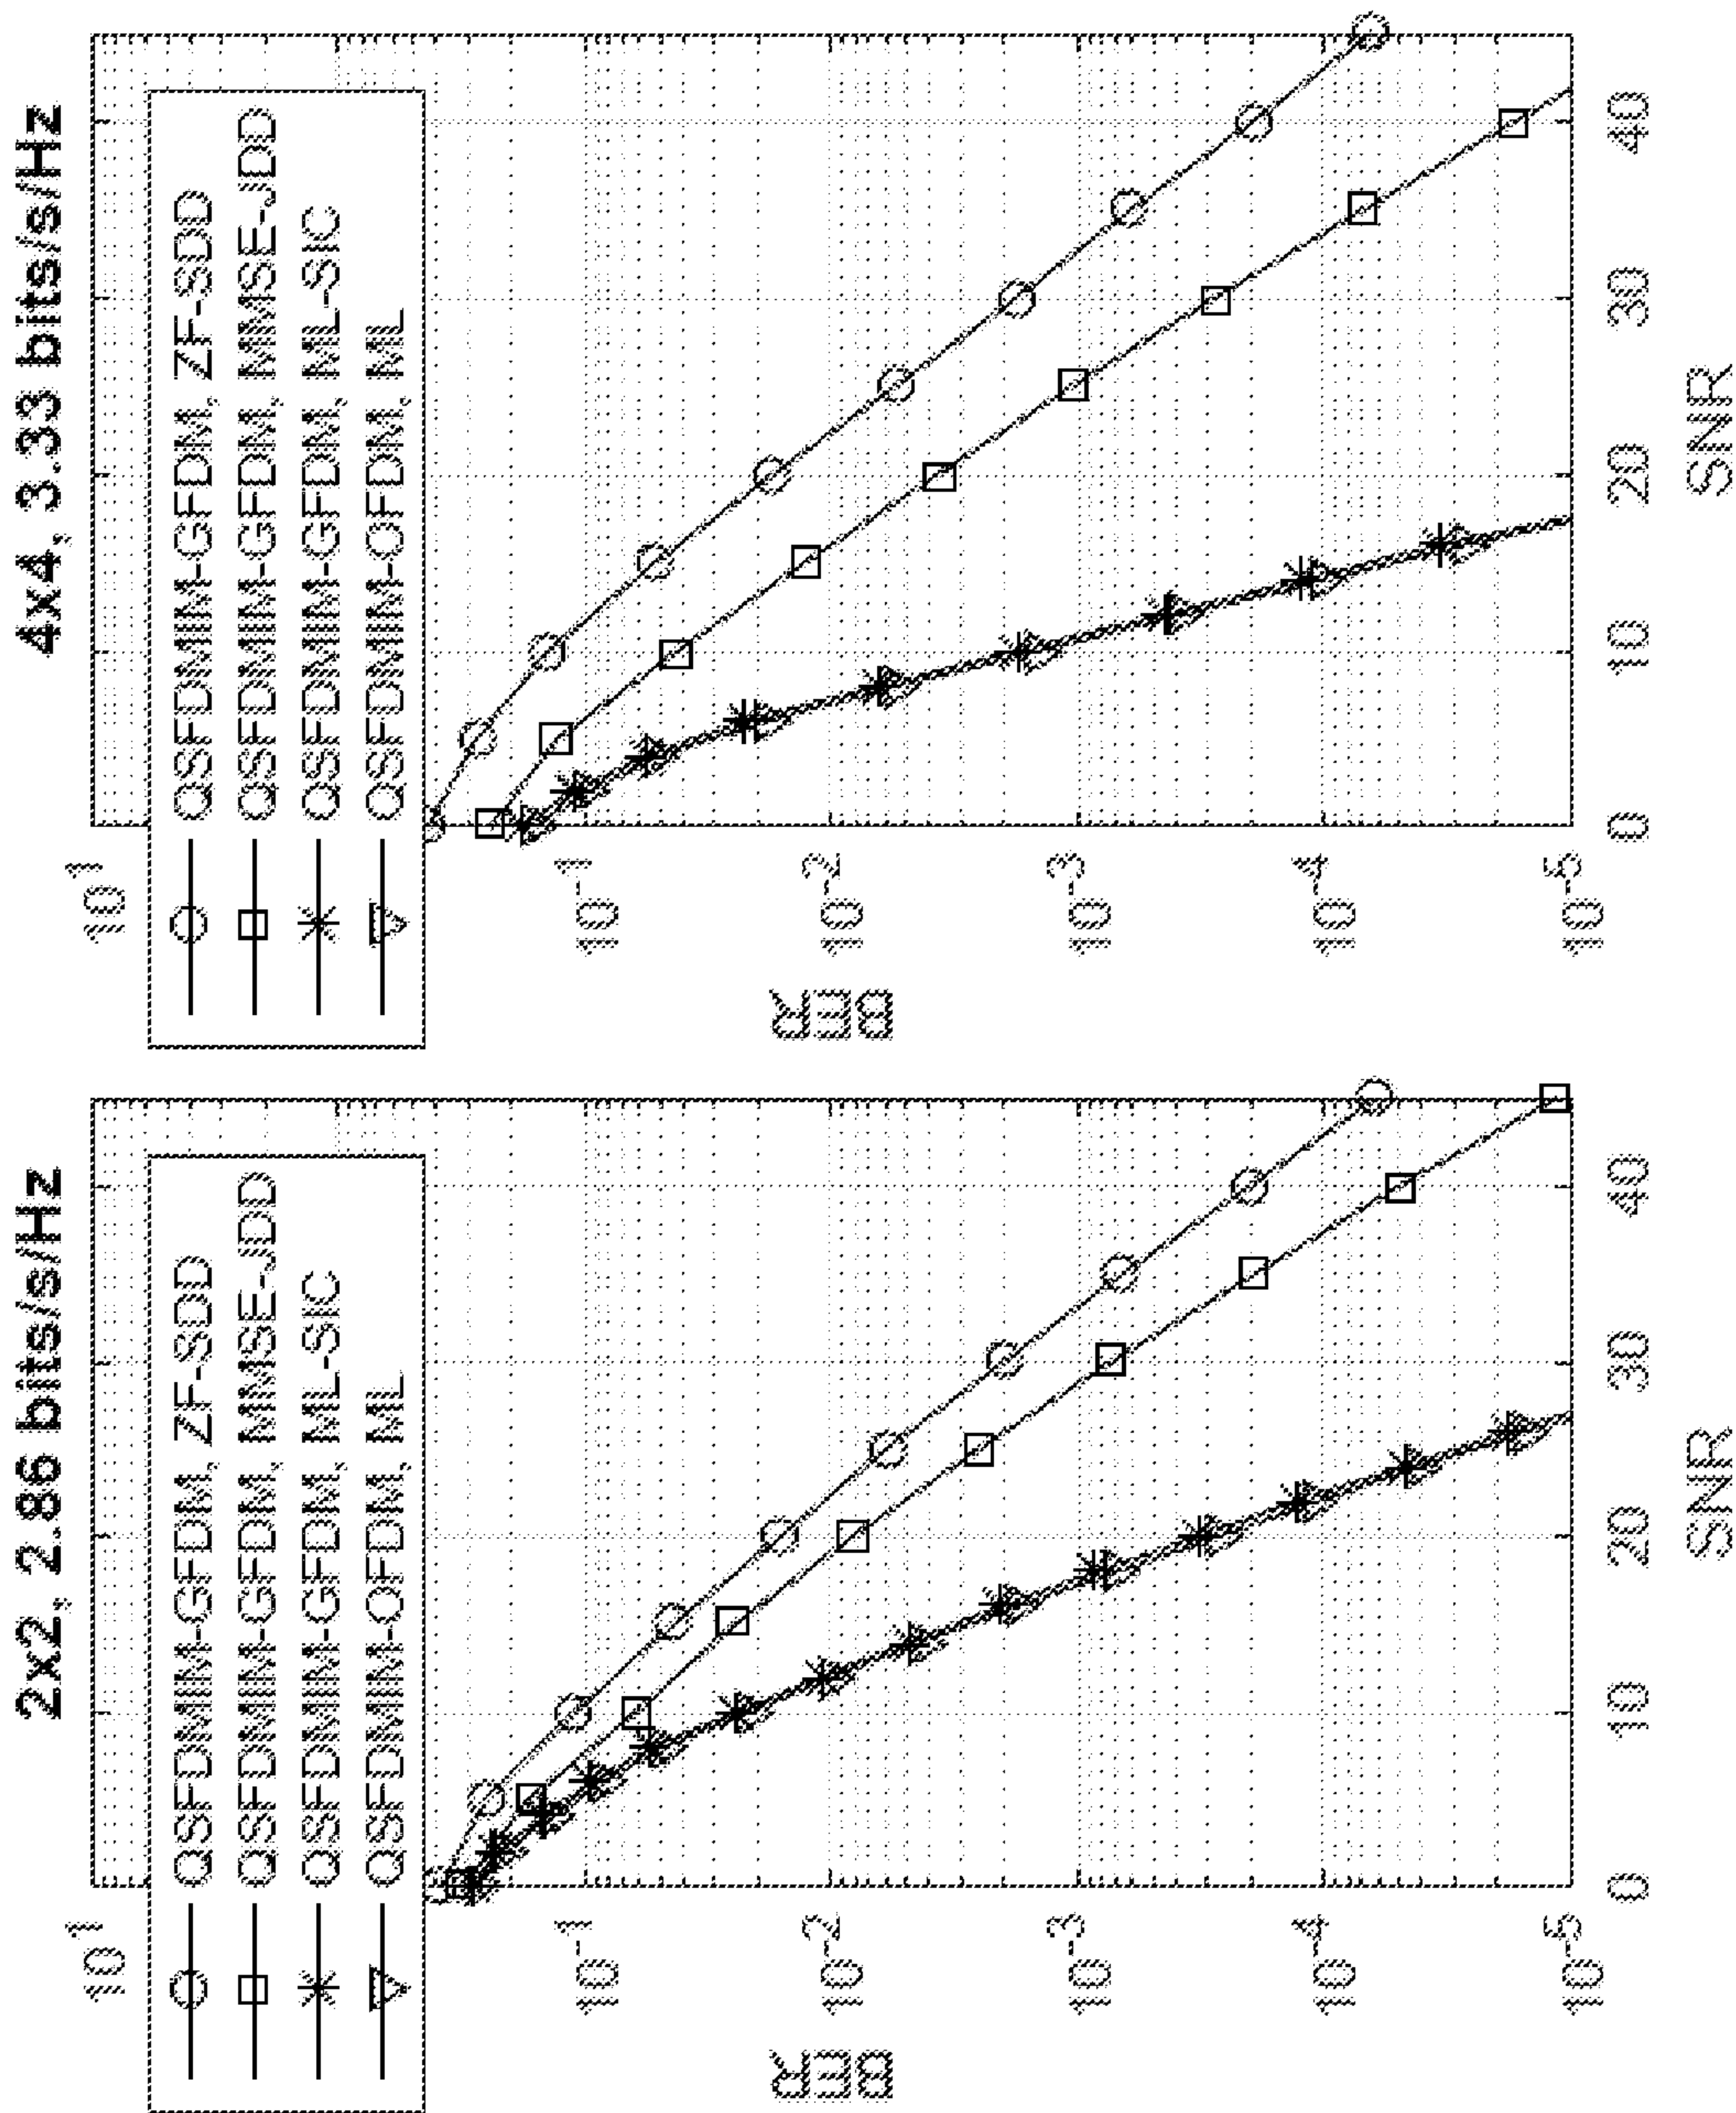 2x2, 2.86 bits/s/Hz
QSFDMIM-GFDM, ZF-SDD
QSFDMIM-GFDM, MMSE-JDD
QSFDMIM-GFDM, ML-SIC
QSFDMIM-OFDM, ML
BER
10^1
10^-1
10^-2
10^-3
10^-4
10^-5
0 10 20 30 40
SNR
4x4, 3.33 bits/s/Hz
QSFDMIM-GFDM, ZF-SDD
QSFDMIM-GFDM, MMSE-JDD
QSFDMIM-GFDM, ML-SIC
QSFDMIM-OFDM, ML
BER
10^1
10^-1
10^-2
10^-3
10^-4
10^-5
0 10 20 30 40
SNR